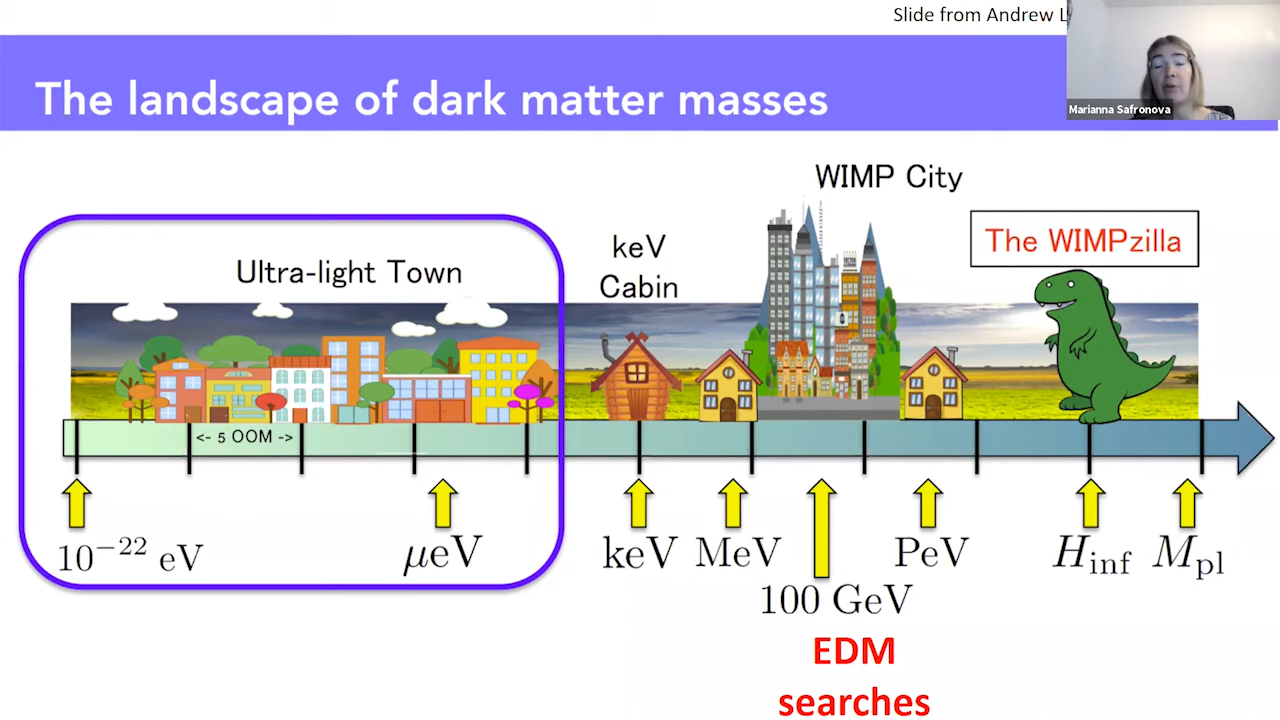 Slide from Andrew
Marianna Safronova
The landscape of dark matter masses
WIMP City
The WIMPzilla
keV
Cabin
Ultra-light Town
<- 5 OOM ->
10⁻²² eV
μeV
keV
MeV
100 GeV
PeV
H_inf
M_pl
EDM
searches